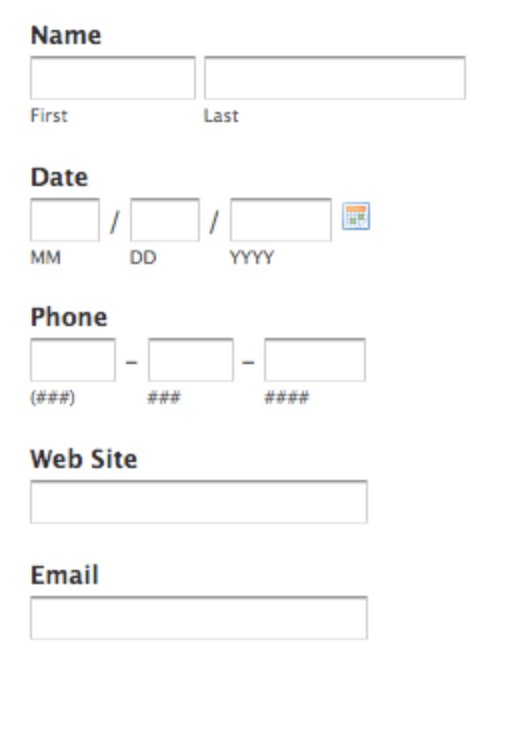 Name
First Last
Date
/ /
MM DD YYYY
Phone
– –
(###) ### ####
Web Site
Email